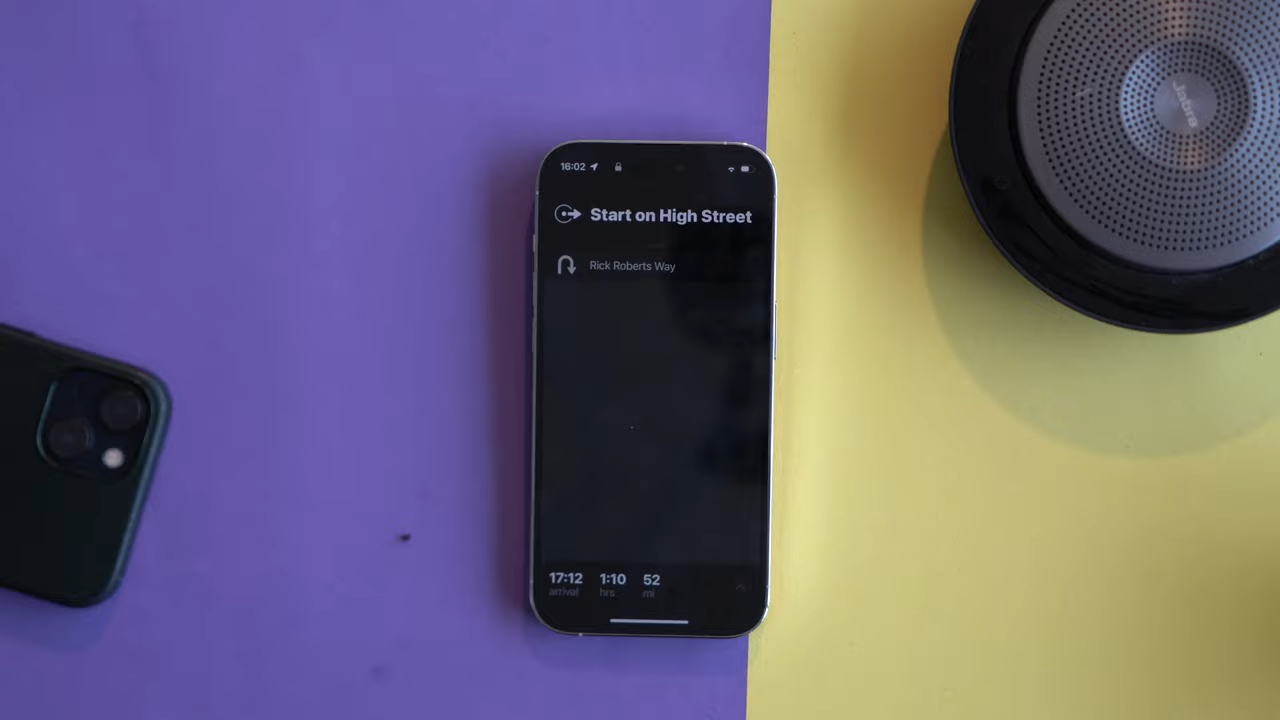 16:02
Start on High Street
Rick Roberts Way
17:12 1:10 52
arrival hrs mi
Jabra